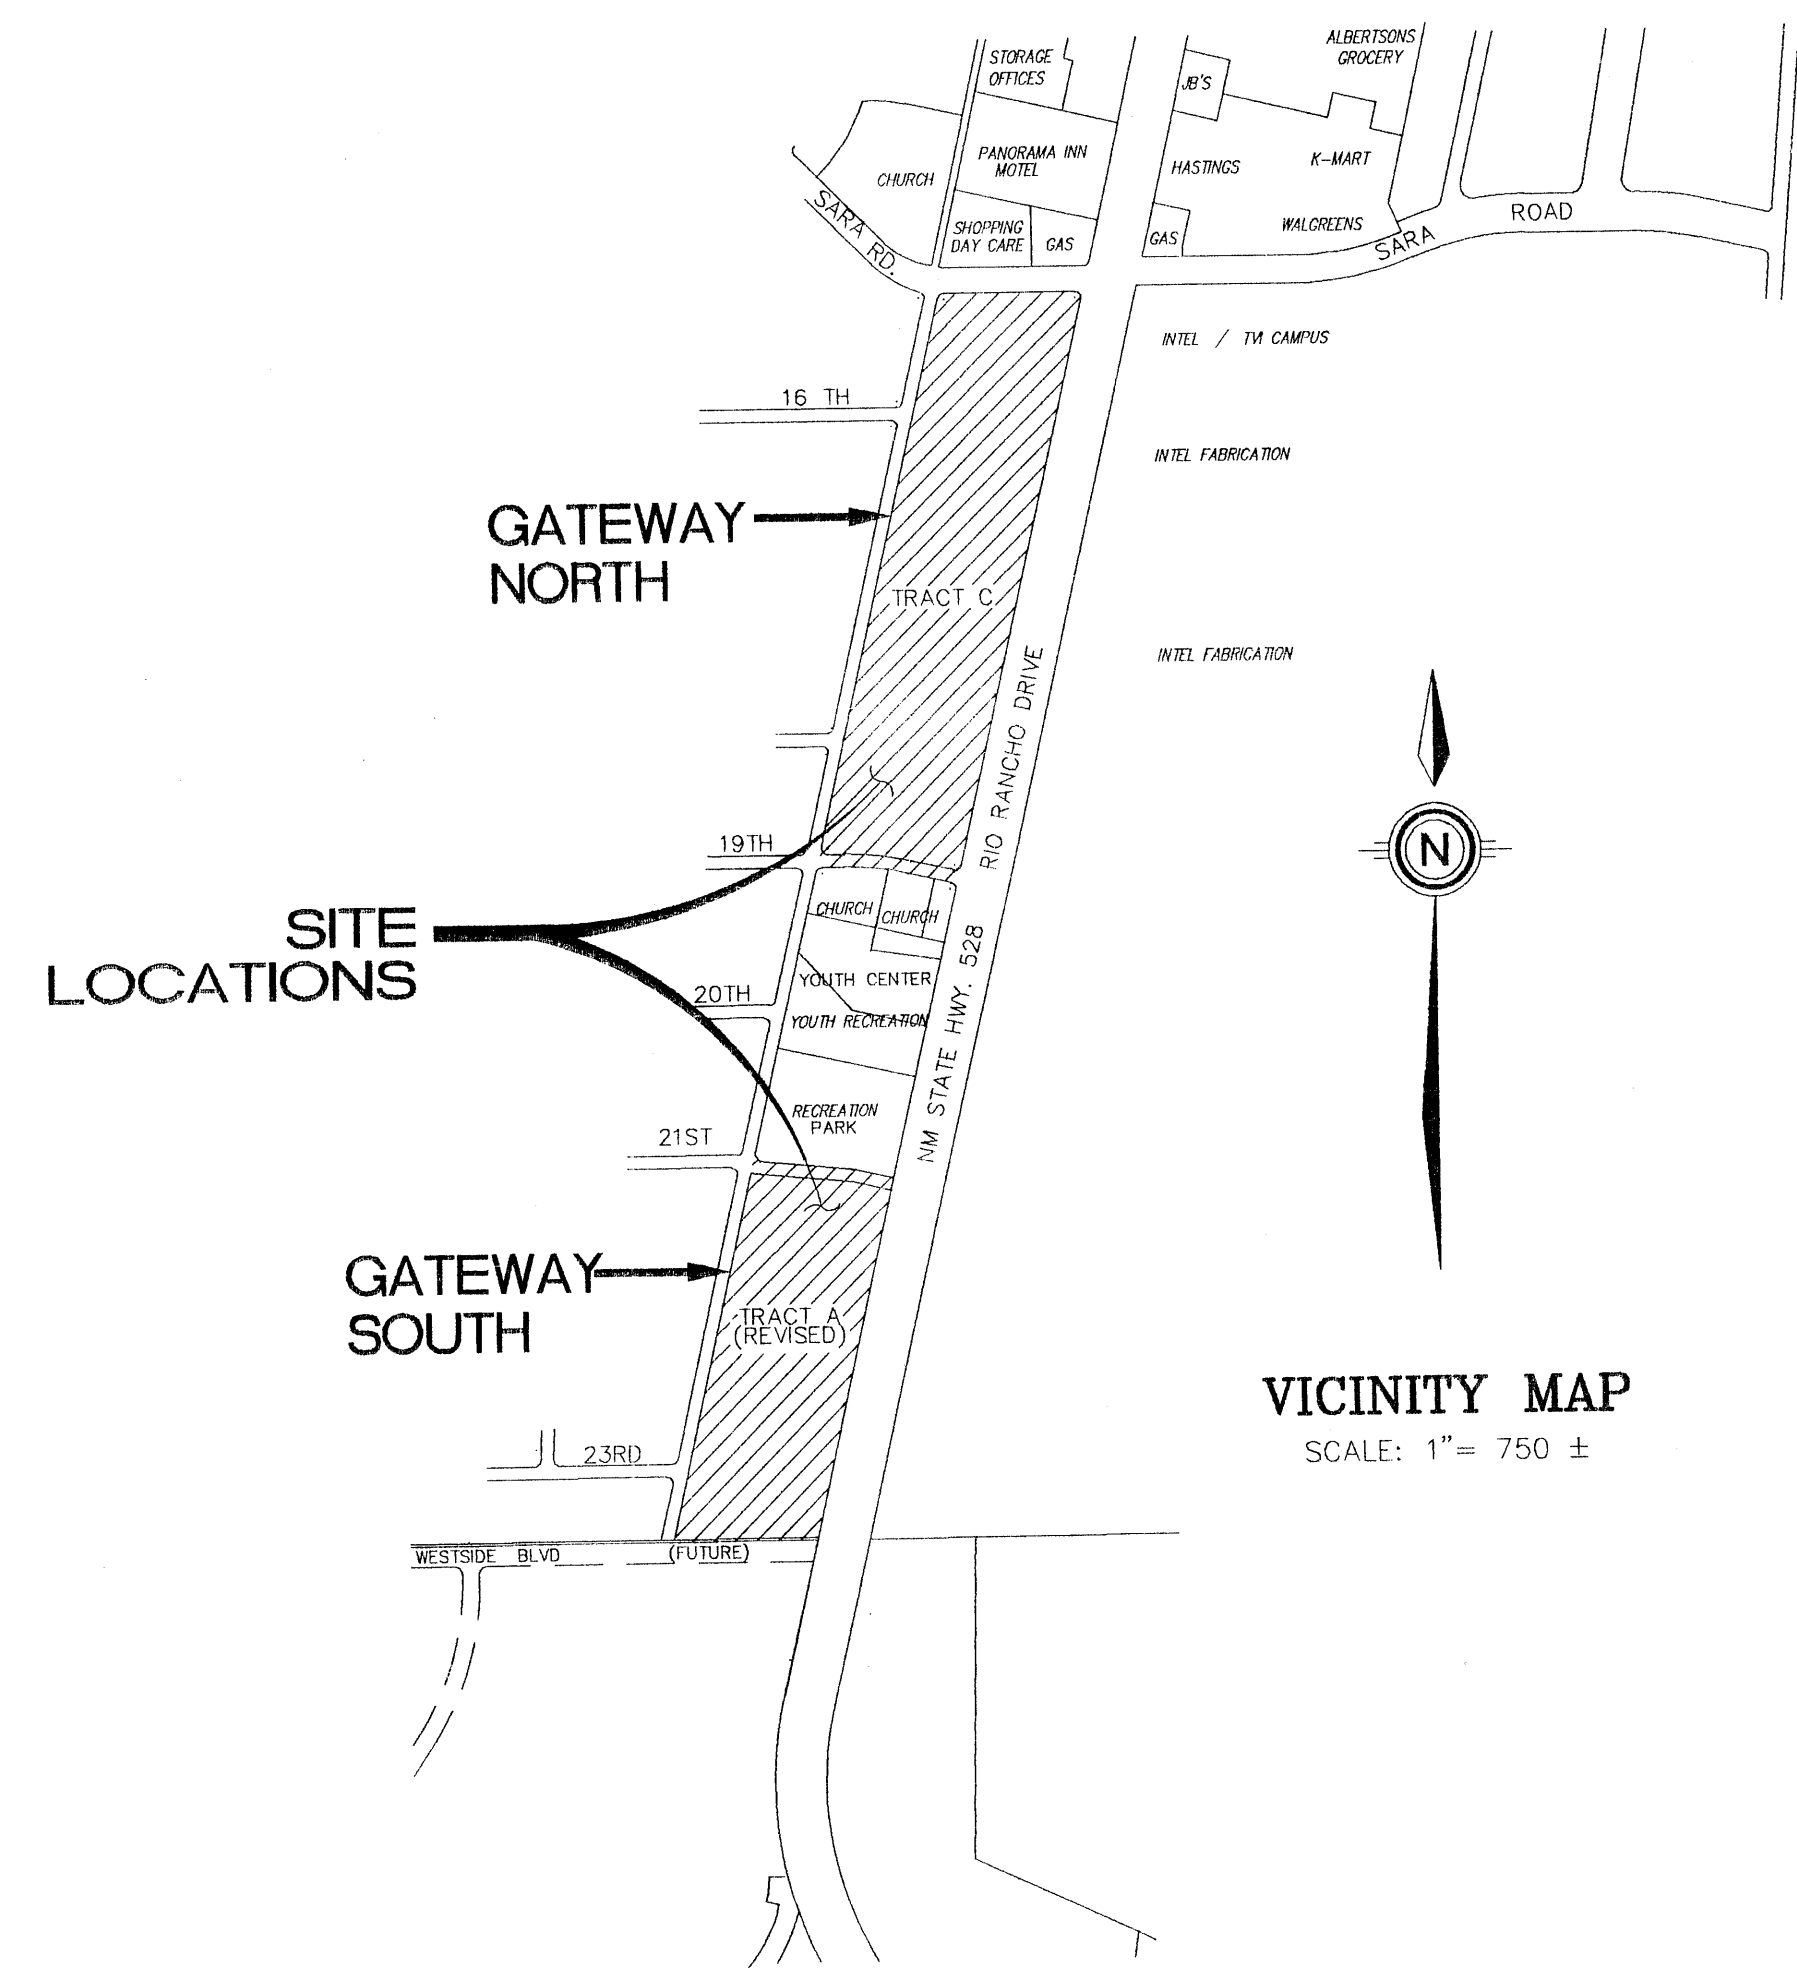 STORAGE
OFFICES
JB'S
ALBERTSONS
GROCERY
PANORAMA INN
MOTEL
HASTINGS
K-MART
CHURCH
SARA RD.
SHOPPING
DAY CARE
GAS
GAS
WALGREENS
SARA ROAD
INTEL / TVI CAMPUS
16 TH
INTEL FABRICATION
GATEWAY
NORTH
TRACT C
INTEL FABRICATION
RIO RANCHO DRIVE
19TH
N
CHURCH
CHURCH
SITE
LOCATIONS
YOUTH CENTER
20TH
YOUTH RECREATION
NM STATE HWY. 528
RECREATION
PARK
21ST
GATEWAY
SOUTH
TRACT A
(REVISED)
VICINITY MAP
SCALE: 1"= 750 ±
23RD
WESTSIDE BLVD (FUTURE)